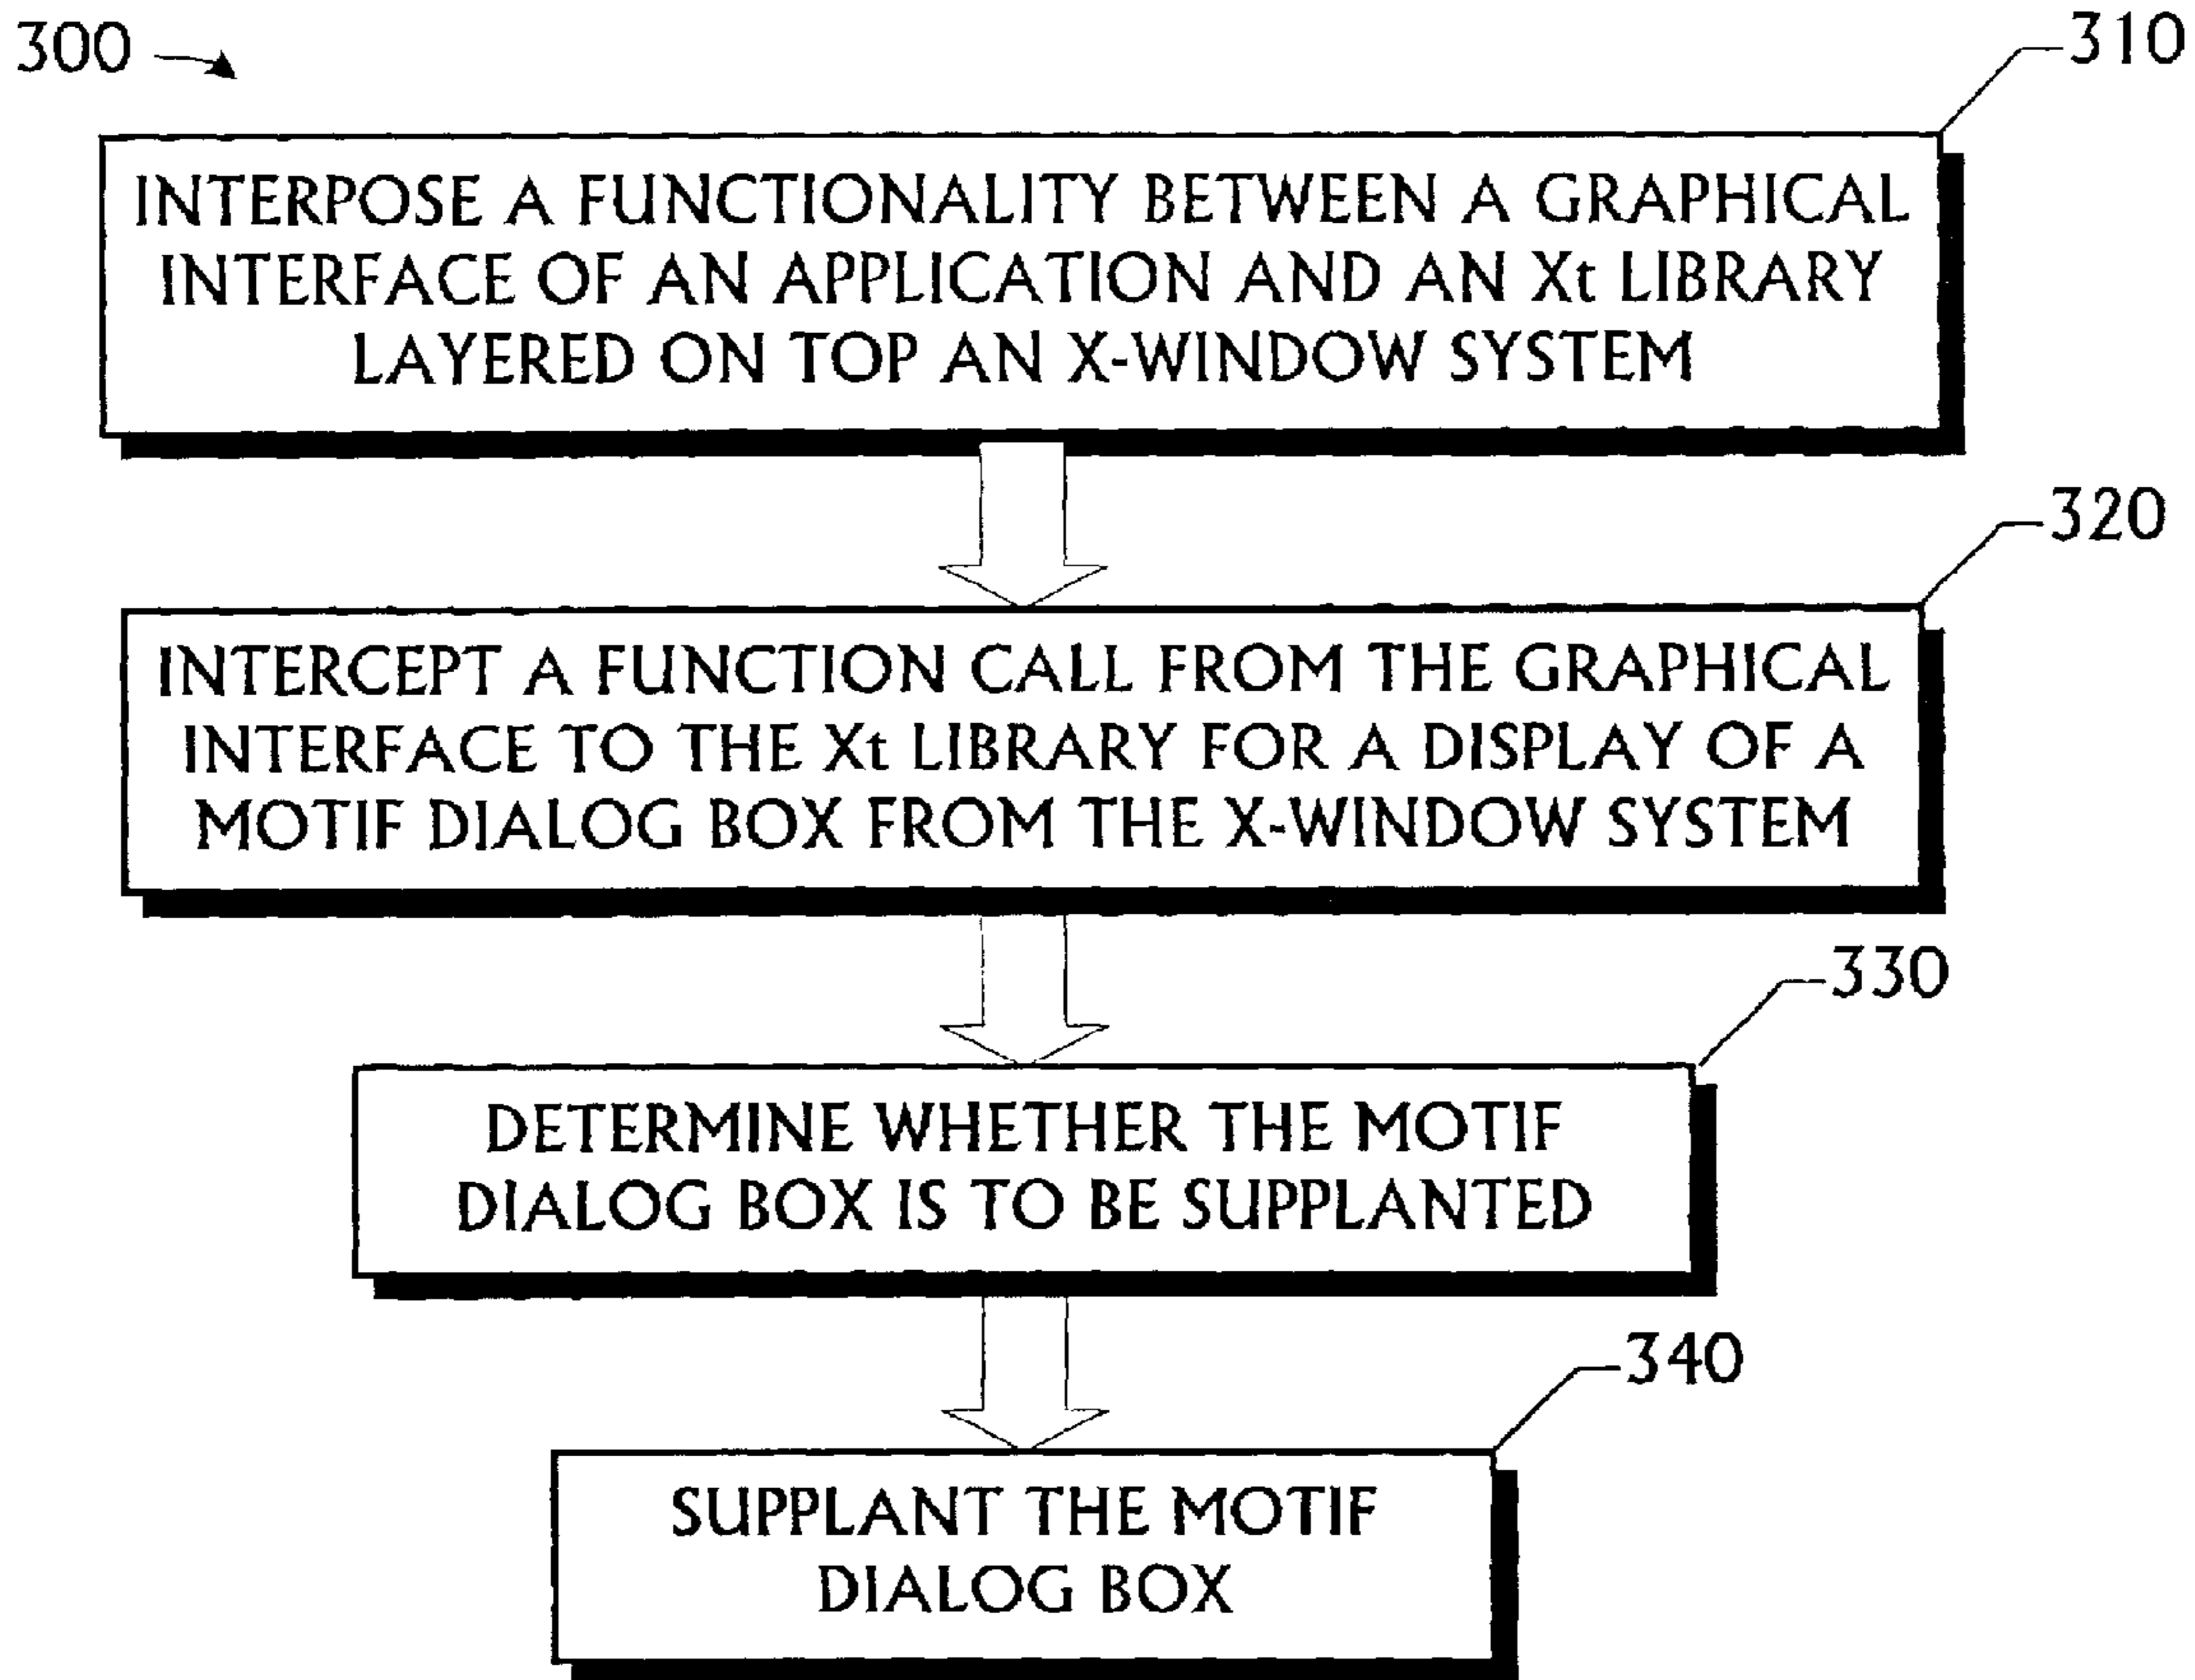 300
310
INTERPOSE A FUNCTIONALITY BETWEEN A GRAPHICAL
INTERFACE OF AN APPLICATION AND AN Xt LIBRARY
LAYERED ON TOP AN X-WINDOW SYSTEM
320
INTERCEPT A FUNCTION CALL FROM THE GRAPHICAL
INTERFACE TO THE Xt LIBRARY FOR A DISPLAY OF A
MOTIF DIALOG BOX FROM THE X-WINDOW SYSTEM
330
DETERMINE WHETHER THE MOTIF
DIALOG BOX IS TO BE SUPPLANTED
340
SUPPLANT THE MOTIF
DIALOG BOX